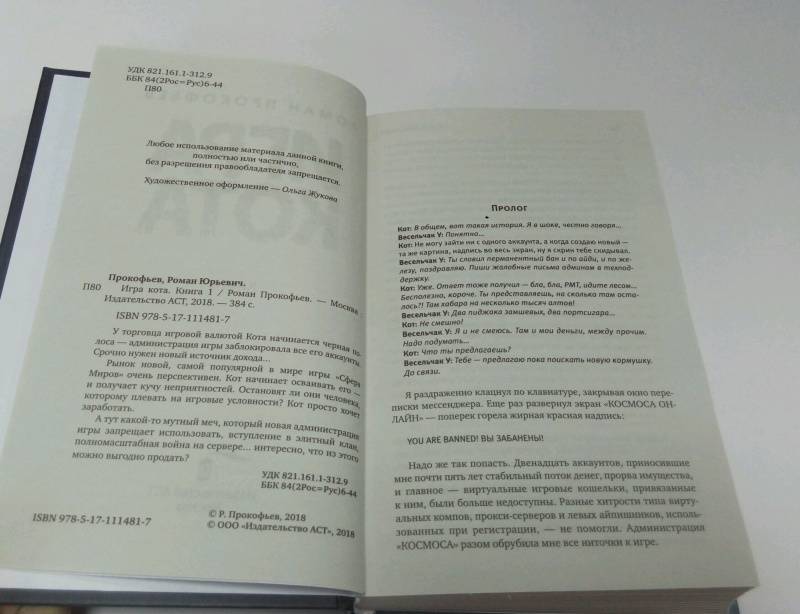 УДК 821.161.1-312.9
ББК 84(2Рос=Рус)6-44
П80
Любое использование материала данной книги,
полностью или частично,
без разрешения правообладателя запрещается.
Художественное оформление — Ольга Жукова
Прокофьев, Роман Юрьевич.
П80 Игра кота. Книга 1 / Роман Прокофьев. — Москва
Издательство АСТ, 2018. — 384 с.
ISBN 978-5-17-111481-7
У торговца игровой валютой Кота начинается черная по-
лоса — администрация игры заблокировала все его аккаунты.
Срочно нужен новый источник дохода...
Рынок новой, самой популярной в мире игры «Сфера
Миров» очень перспективен. Кот начинает осваивать его —
и получает кучу неприятностей. Остановят ли они человека,
которому плевать на игровые условности? Кот просто хочет
заработать.
А тут какой-то мутный меч, который новая администрация
игры запрещает использовать, вступление в элитный клан,
полномасштабная война на сервере... интересно, что из этого
можно выгодно продать?
УДК 821.161.1-312.9
ББК 84(2Рос=Рус)6-44
ISBN 978-5-17-111481-7
© Р. Прокофьев, 2018
© ООО «Издательство АСТ», 2018
Пролог
Кот: В общем, вот такая история. Я в шоке, честно говоря...
Весельчак У: Понятно...
Кот: Не могу зайти ни с одного аккаунта, а когда создаю новый —
та же картина, надпись во весь экран, ну я скрин тебе скидывал.
Весельчак У: Ты словил перманентный бан и по айди, и по же-
лезу, поздравляю. Пиши жалобные письма админам в техпод-
держку.
Кот: Уже. Ответ тоже получил — бла, бла, РМТ, идите лесом...
Бесполезно, короче. Ты представляешь, на сколько там оста-
лось?! Там хабара на несколько тысяч алтов!
Весельчак У: Два пиджака замшевых, два портсигара...
Кот: Не смешно!
Весельчак У: Я и не смеюсь. Там и мои деньги, между прочим.
Надо подумать...
Кот: Что ты предлагаешь?
Весельчак У: Тебе — предлагаю пока поискать новую кормушку.
До связи.
Я раздраженно клацнул по клавиатуре, закрывая окно пере-
писки мессенджера. Еще раз развернул экран «КОСМОСА ОН-
ЛАЙН» — поперек горела жирная красная надпись:
YOU ARE BANNED! ВЫ ЗАБАНЕНЫ!
Надо же так попасть. Двенадцать аккаунтов, приносившие
мне почти пять лет стабильный поток денег, прорва имущества,
и главное — виртуальные игровые кошельки, привязанные
к ним, были больше недоступны. Разные хитрости типа вирту-
альных компов, прокси-серверов и левых айпишников, исполь-
зованных при регистрации, — не помогли. Администрация
«КОСМОСА» разом обрубила мне все ниточки к игре.